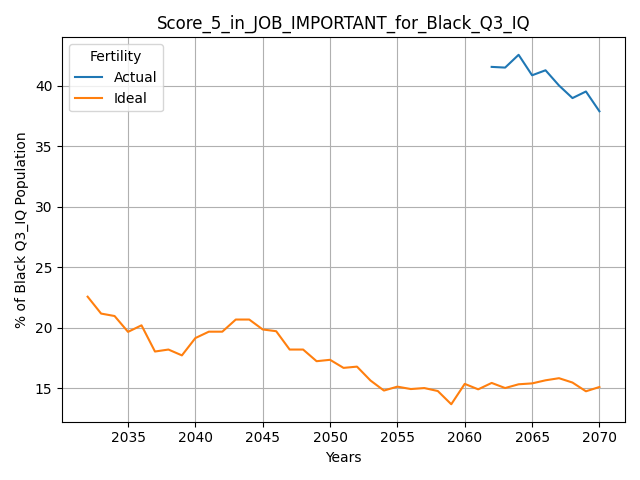 Score_5_in_JOB_IMPORTANT_for_Black_Q3_IQ
Fertility
Actual
Ideal
% of Black Q3_IQ Population
40
35
30
25
20
15
2035 2040 2045 2050 2055 2060 2065 2070
Years